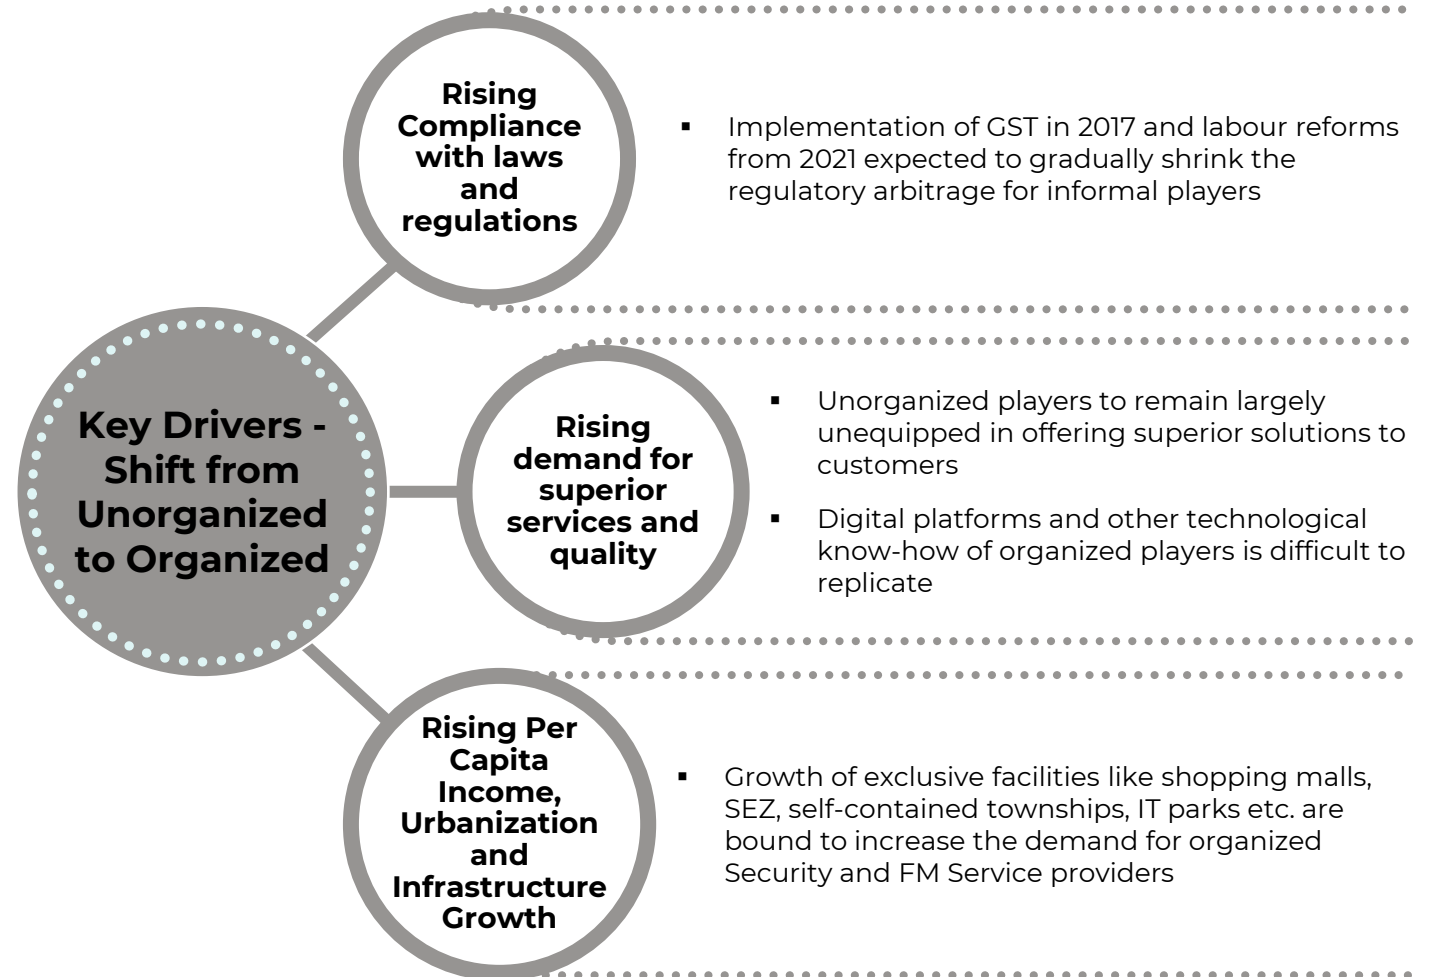 Key Drivers -
Shift from
Unorganized
to Organized
Rising
Compliance
with laws
and
regulations
▪ Implementation of GST in 2017 and labour reforms
from 2021 expected to gradually shrink the
regulatory arbitrage for informal players
Rising
demand for
superior
services and
quality
▪ Unorganized players to remain largely
unequipped in offering superior solutions to
customers
▪ Digital platforms and other technological
know-how of organized players is difficult to
replicate
Rising Per
Capita
Income,
Urbanization
and
Infrastructure
Growth
▪ Growth of exclusive facilities like shopping malls,
SEZ, self-contained townships, IT parks etc. are
bound to increase the demand for organized
Security and FM Service providers